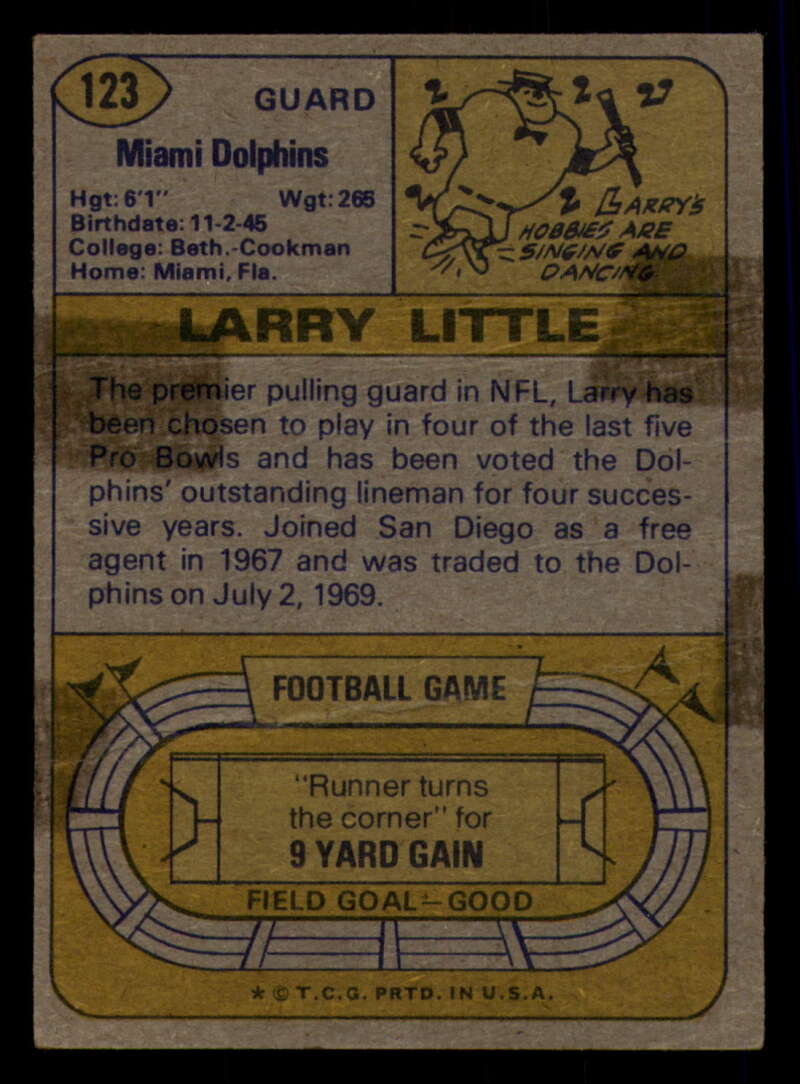 123
GUARD
Miami Dolphins
Hgt: 6'1" Wgt: 265
Birthdate: 11-2-45
College: Beth.-Cookman
Home: Miami, Fla.
LARRY'S
HOBBIES ARE
SINGING AND
DANCING.
LARRY LITTLE
The premier pulling guard in NFL, Larry has
been chosen to play in four of the last five
Pro Bowls and has been voted the Dol-
phins' outstanding lineman for four succes-
sive years. Joined San Diego as a free
agent in 1967 and was traded to the Dol-
phins on July 2, 1969.
FOOTBALL GAME
"Runner turns
the corner" for
9 YARD GAIN
FIELD GOAL—GOOD
* © T.C.G. PRTD. IN U.S.A.